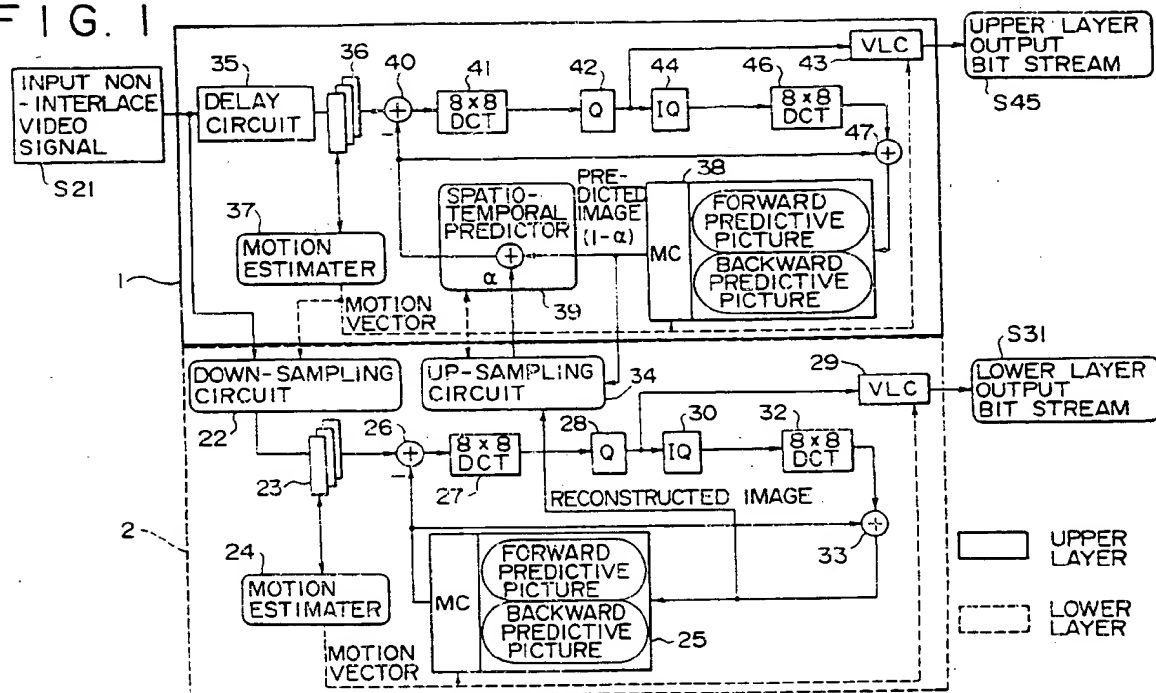 FIG. 1
INPUT NON
-INTERLACE
VIDEO
SIGNAL
S21
35
DELAY
CIRCUIT
36
40
41
8×8
DCT
42
Q
44
IQ
46
8×8
DCT
VLC
43
UPPER LAYER
OUTPUT
BIT STREAM
S45
47
37
MOTION
ESTIMATER
1
MOTION
VECTOR
SPATIO-
TEMPORAL
PREDICTOR
α
39
PRE-
DICTED
IMAGE
(1-α)
38
MC
FORWARD
PREDICTIVE
PICTURE
BACKWARD
PREDICTIVE
PICTURE
DOWN-SAMPLING
CIRCUIT
22
UP-SAMPLING
CIRCUIT
34
29
VLC
S31
LOWER LAYER
OUTPUT
BIT STREAM
23
26
8×8
DCT
27
28
Q
30
IQ
32
8×8
DCT
33
RECONSTRUCTED IMAGE
2
24
MOTION
ESTIMATER
MOTION
VECTOR
MC
FORWARD
PREDICTIVE
PICTURE
BACKWARD
PREDICTIVE
PICTURE
25
UPPER
LAYER
LOWER
LAYER